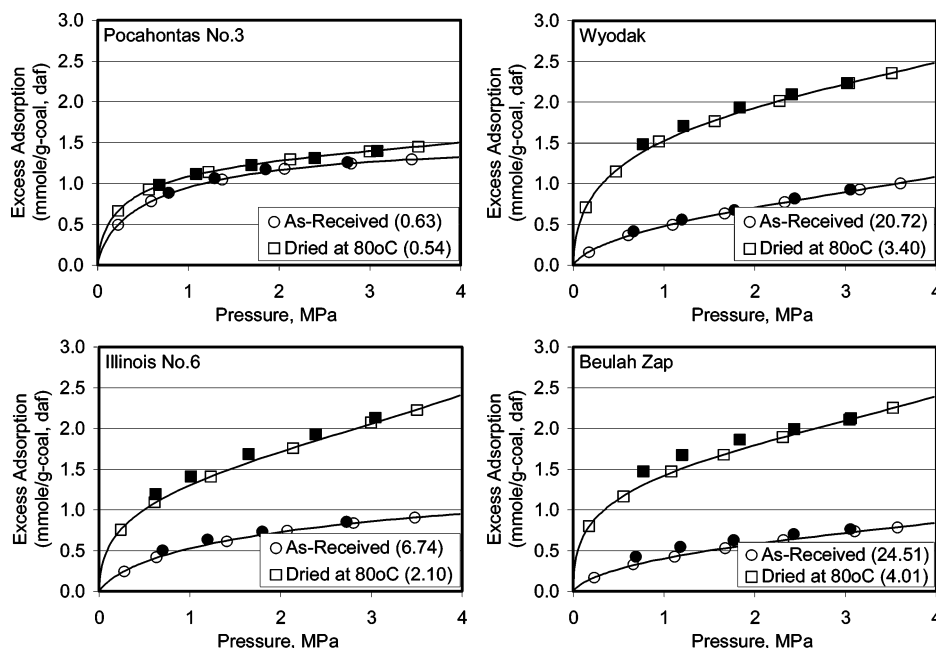 Pocahontas No.3
Excess Adsorption
(mmole/g-coal, daf)
3.0
2.5
2.0
1.5
1.0
0.5
0.0
As-Received (0.63)
Dried at 80oC (0.54)
0 1 2 3 4
Pressure, MPa
Wyodak
Excess Adsorption
(mmole/g-coal, daf)
3.0
2.5
2.0
1.5
1.0
0.5
0.0
As-Received (20.72)
Dried at 80oC (3.40)
0 1 2 3 4
Pressure, MPa
Illinois No.6
Excess Adsorption
(mmole/g-coal, daf)
3.0
2.5
2.0
1.5
1.0
0.5
0.0
As-Received (6.74)
Dried at 80oC (2.10)
0 1 2 3 4
Pressure, MPa
Beulah Zap
Excess Adsorption
(mmole/g-coal, daf)
3.0
2.5
2.0
1.5
1.0
0.5
0.0
As-Received (24.51)
Dried at 80oC (4.01)
0 1 2 3 4
Pressure, MPa